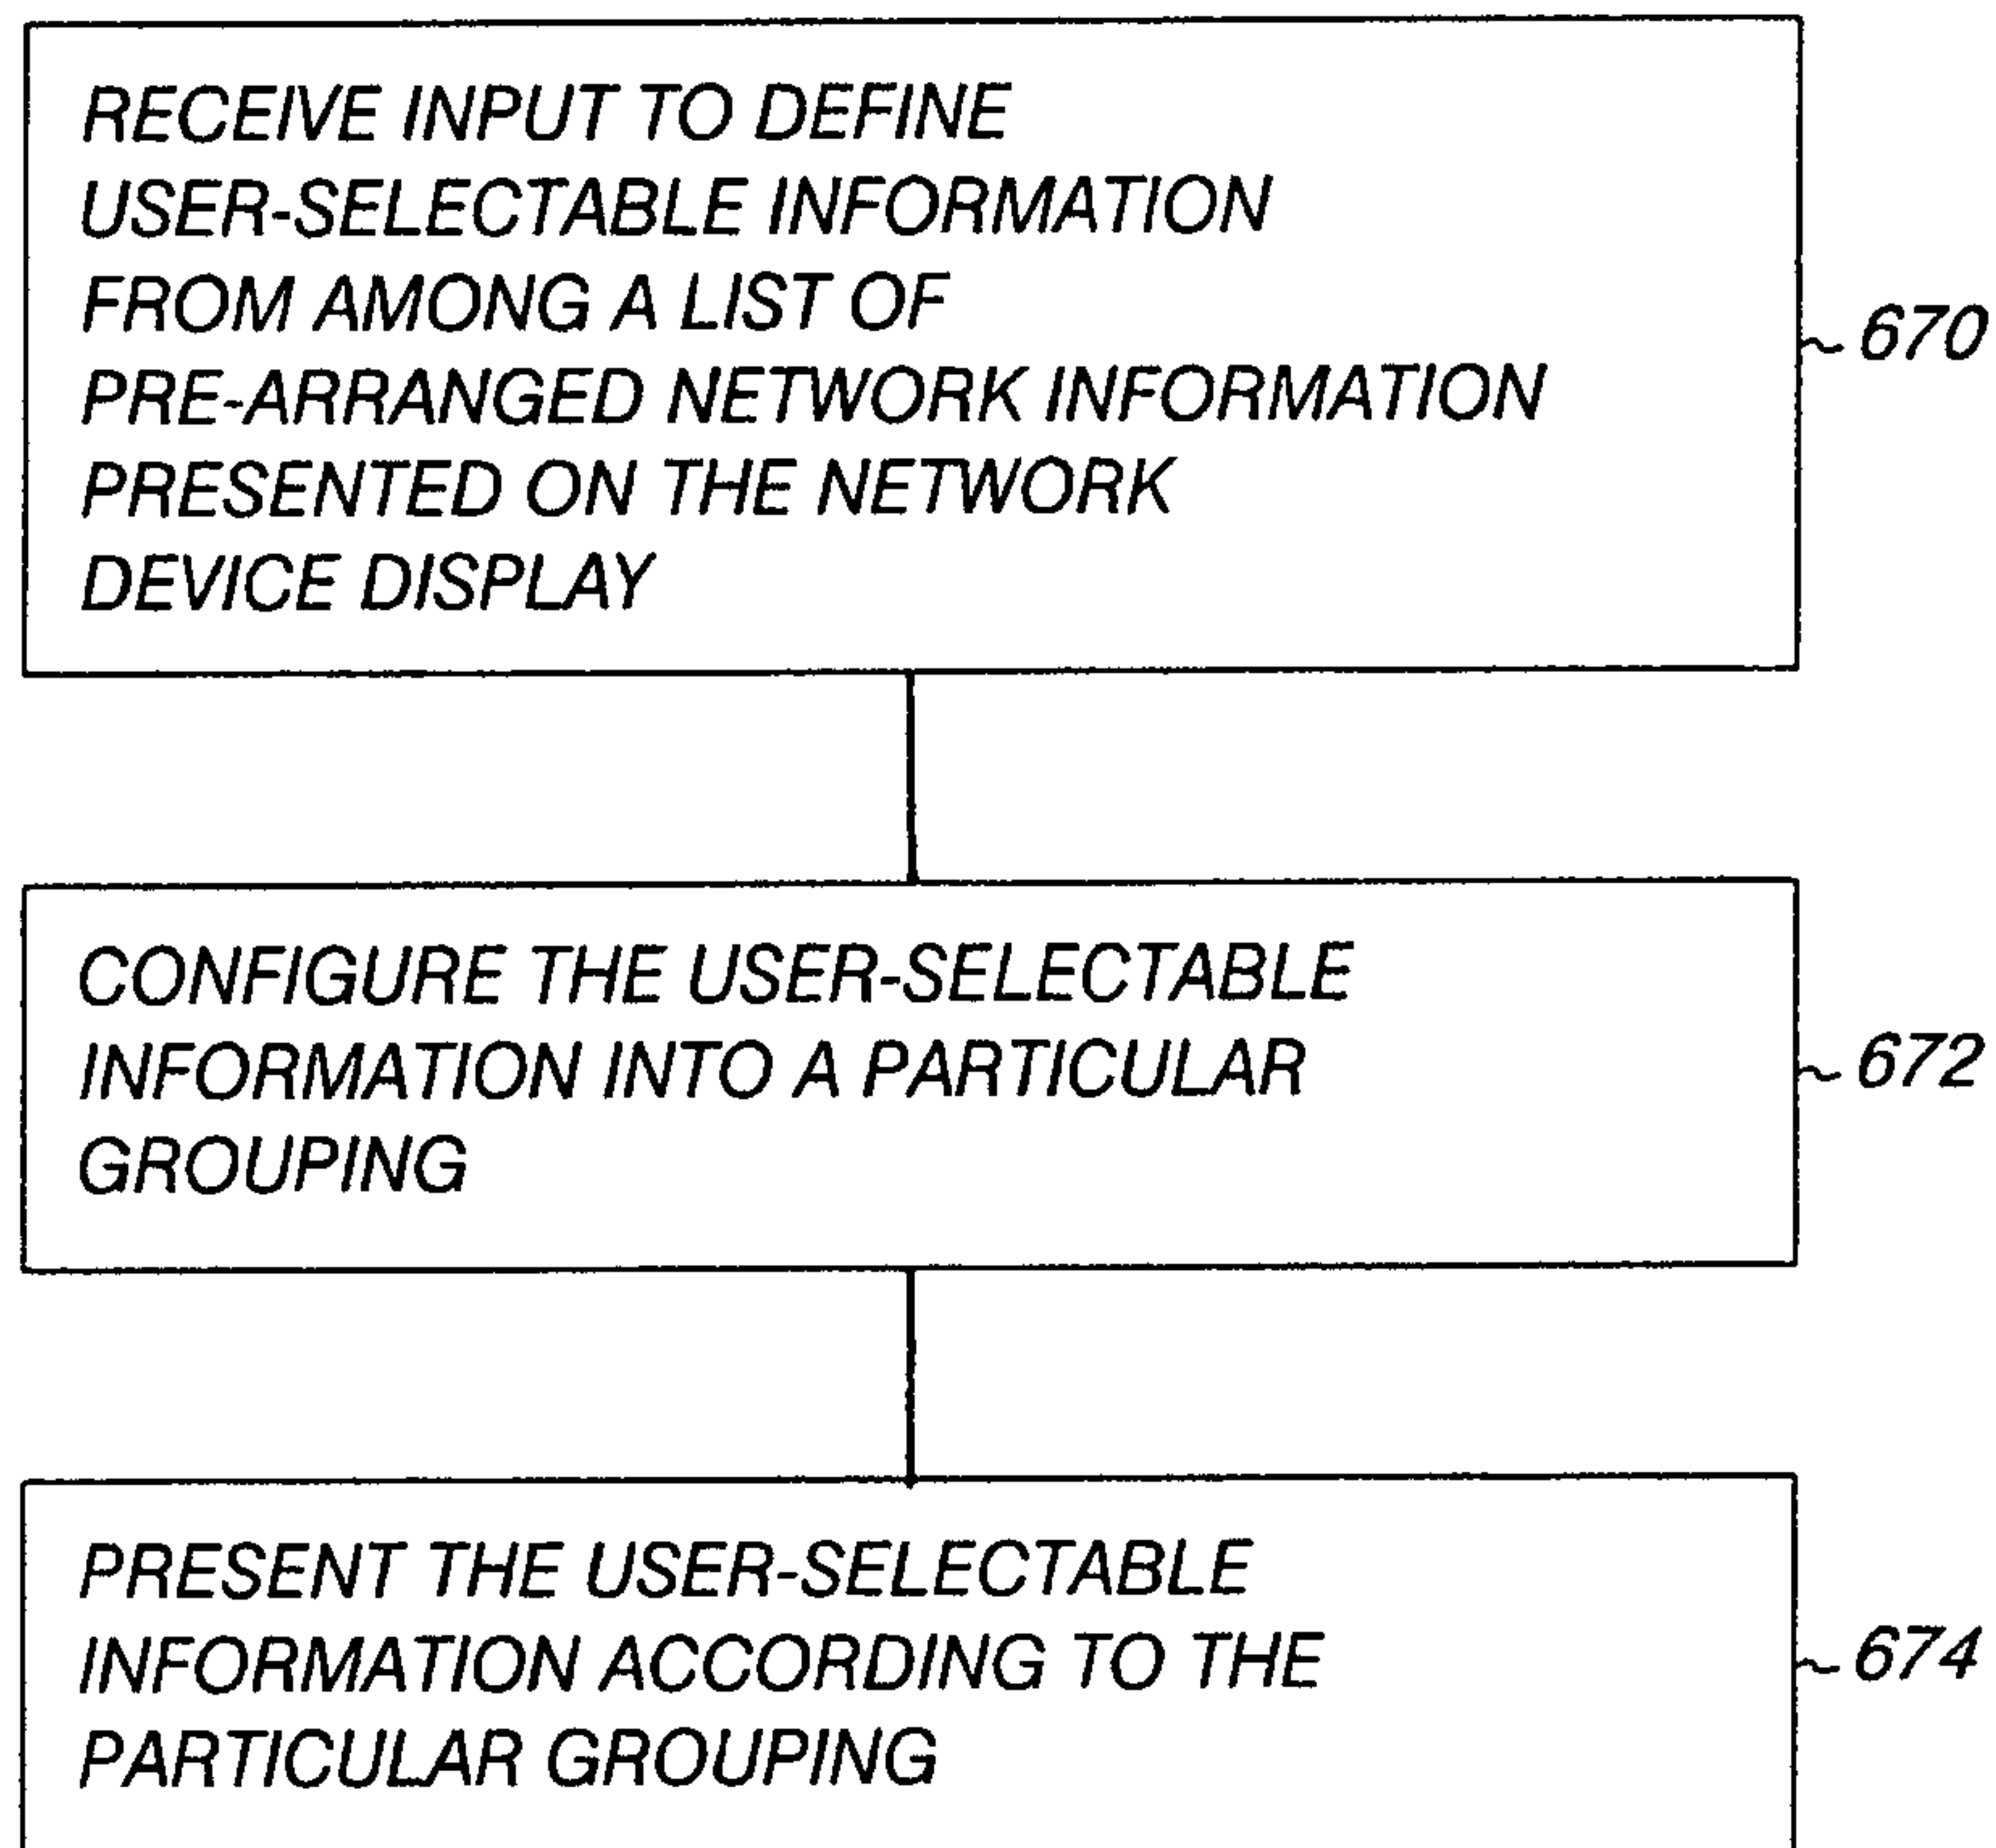 RECEIVE INPUT TO DEFINE
USER-SELECTABLE INFORMATION
FROM AMONG A LIST OF
PRE-ARRANGED NETWORK INFORMATION
PRESENTED ON THE NETWORK
DEVICE DISPLAY
670
CONFIGURE THE USER-SELECTABLE
INFORMATION INTO A PARTICULAR
GROUPING
672
PRESENT THE USER-SELECTABLE
INFORMATION ACCORDING TO THE
PARTICULAR GROUPING
674